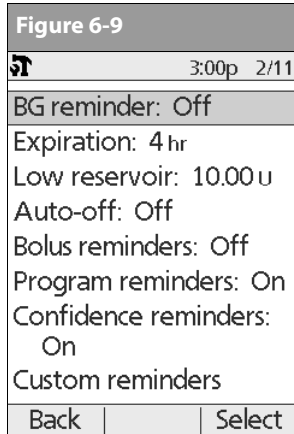 Figure 6-9
3:00p 2/11
BG reminder: Off
Expiration: 4 hr
Low reservoir: 10.00 U
Auto-off: Off
Bolus reminders: Off
Program reminders: On
Confidence reminders:
On
Custom reminders
Back | | Select